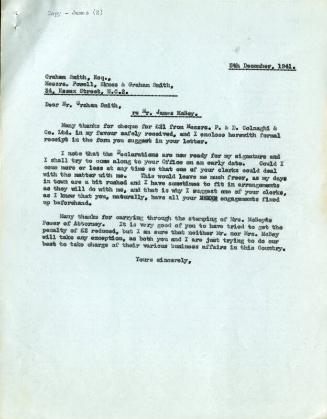 Copy - James (2)
5th December, 1941.
Graham Smith, Esq.,
Messrs. Powell, Skues & Graham Smith,
34, Essex Street, W.C.2.
Dear Mr. Graham Smith,
re Mr. James McBey.
Many thanks for cheque for £21 from Messrs. P. & D. Colnaghi &
Co. Ltd. in my favour safely received, and I enclose herewith formal
receipt in the form you suggest in your letter.
I note that the Declarations are now ready for my signature and
I shall try to come along to your Office on an early date. Could I
come more or less at any time so that one of your clerks could deal
with the matter with me. This would leave me much freer, as my days
in town are a bit rushed and I have sometimes to fit in arrangements
as they will do with me, and that is why I suggest one of your clerks,
as I know that you, naturally, have all your engagements fixed
up beforehand.
Many thanks for carrying through the stamping of Mrs. McBeys
Power of Attorney. It is very good of you to have tried to get the
penalty of £2 reduced, but I am sure that neither Mr. nor Mrs. McBey
will take any exception, as both you and I are just trying to do our
best to take charge of their various business affairs in this Country.
Yours sincerely,